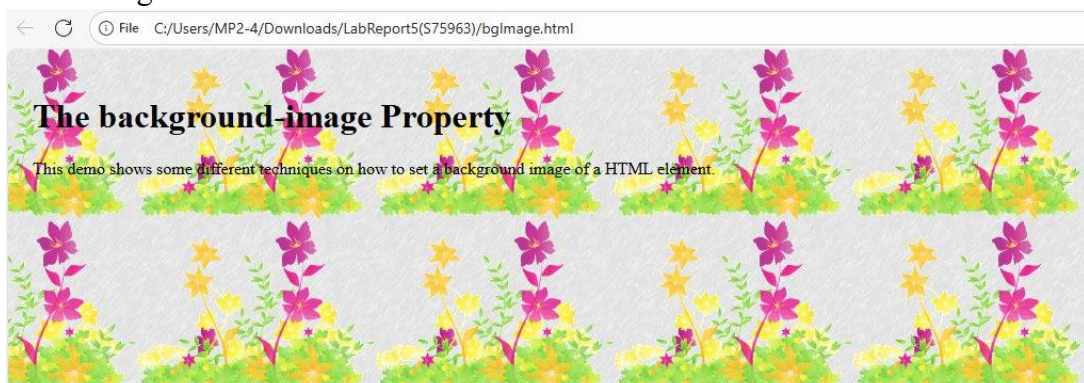 File C:/Users/MP2-4/Downloads/LabReport5(S75963)/bgImage.html
The background-image Property
This demo shows some different techniques on how to set a background image of a HTML element.